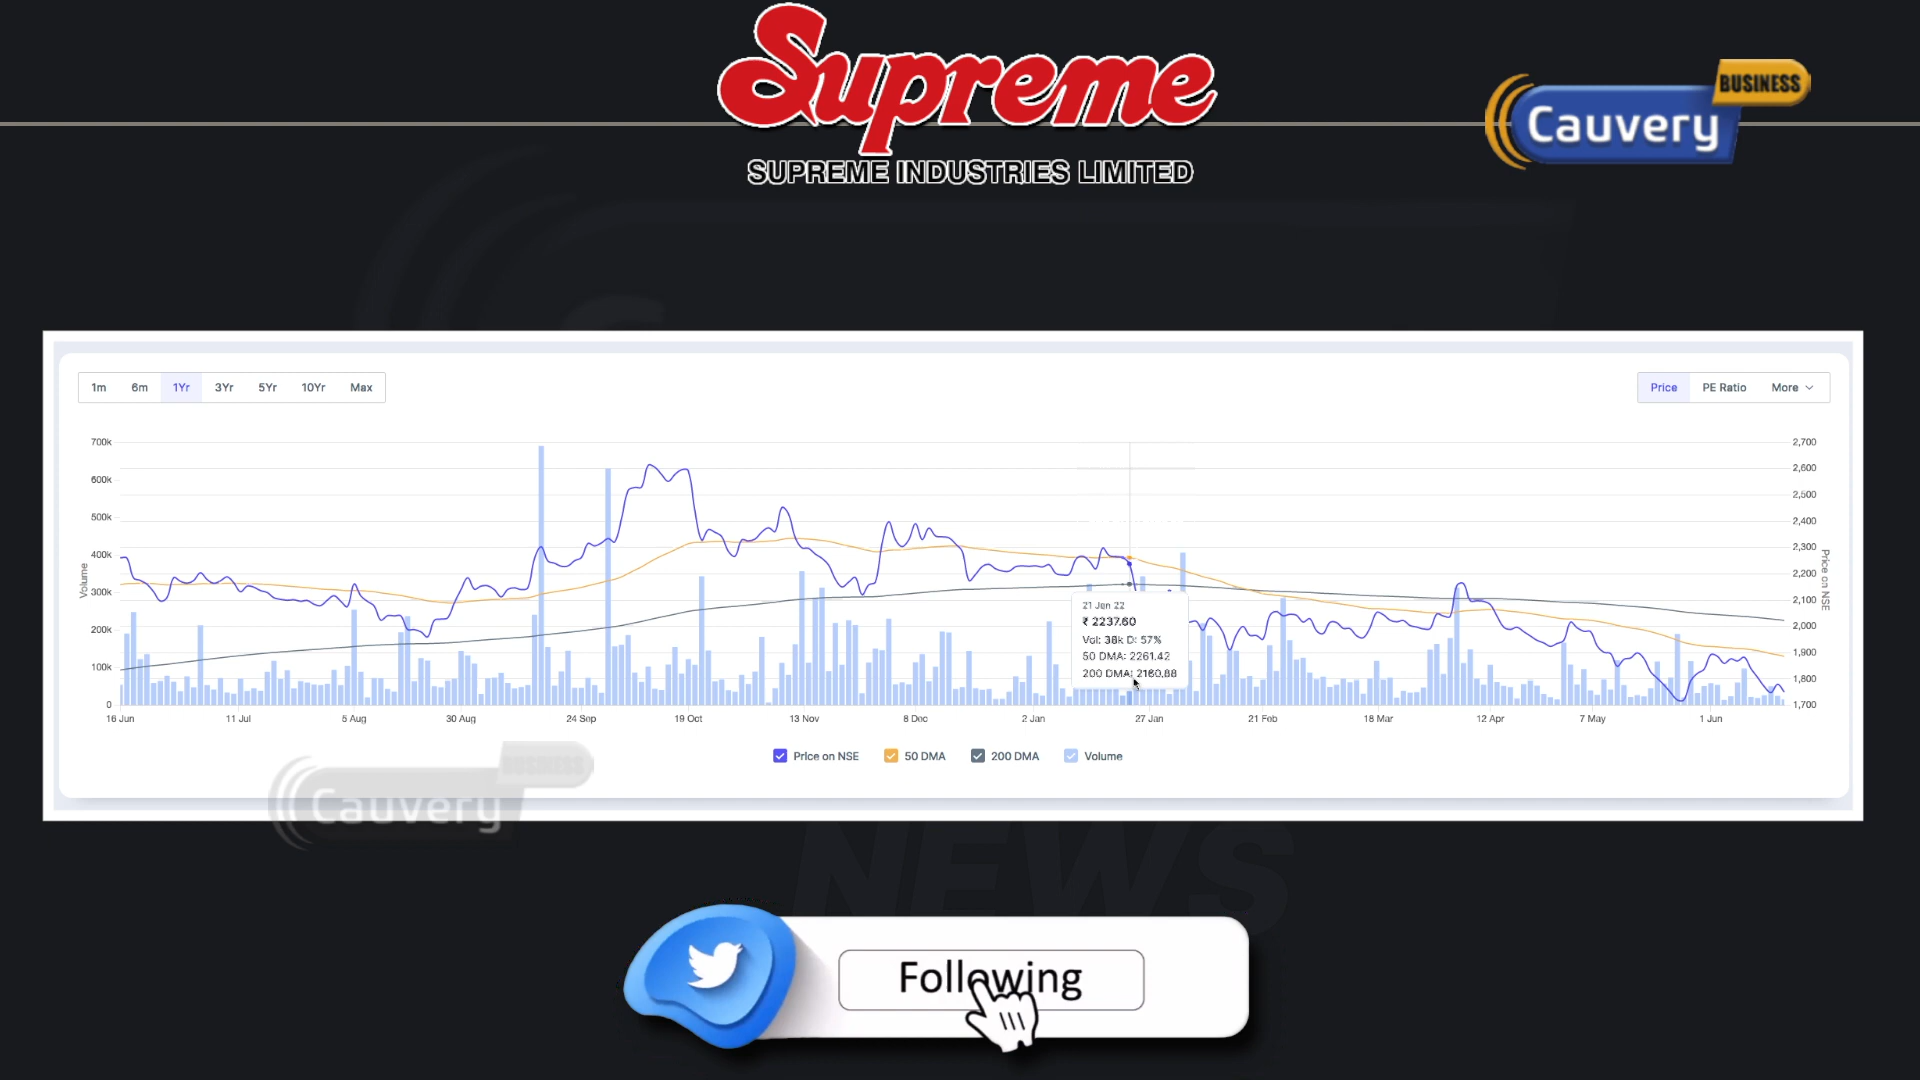 Supreme
SUPREME INDUSTRIES LIMITED
BUSINESS
Cauvery
1m 6m 1Yr 3Yr 5Yr 10Yr Max
Price PE Ratio More
700k
600k
500k
400k
300k
200k
100k
0
Volume
2,700
2,600
2,500
2,400
2,300
2,200
2,100
2,000
1,900
1,800
1,700
Price on NSE
21 Jan 22
₹ 2237.60
Vol: 38k D: 57%
50 DMA: 2261.42
200 DMA: 2160.88
16 Jun 11 Jul 5 Aug 30 Aug 24 Sep 19 Oct 13 Nov 8 Dec 2 Jan 27 Jan 21 Feb 18 Mar 12 Apr 7 May 1 Jun
Price on NSE 50 DMA 200 DMA Volume
BUSINESS
Cauvery
NEWS
Following